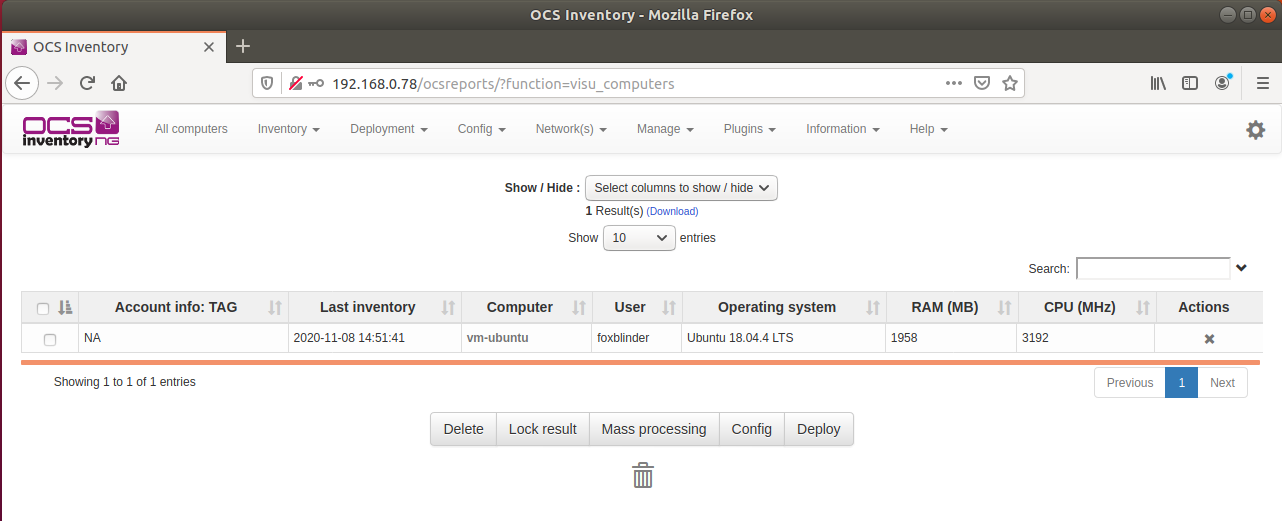 OCS Inventory - Mozilla Firefox
OCS Inventory
192.168.0.78/ocsreports/?function=visu_computers
OCS inventory NG
All computers Inventory Deployment Config Network(s) Manage Plugins Information Help
Show / Hide : Select columns to show / hide
1 Result(s) (Download)
Show 10 entries
Search:
Account info: TAG Last inventory Computer User Operating system RAM (MB) CPU (MHz) Actions
NA 2020-11-08 14:51:41 vm-ubuntu foxblinder Ubuntu 18.04.4 LTS 1958 3192
Showing 1 to 1 of 1 entries
Previous 1 Next
Delete Lock result Mass processing Config Deploy